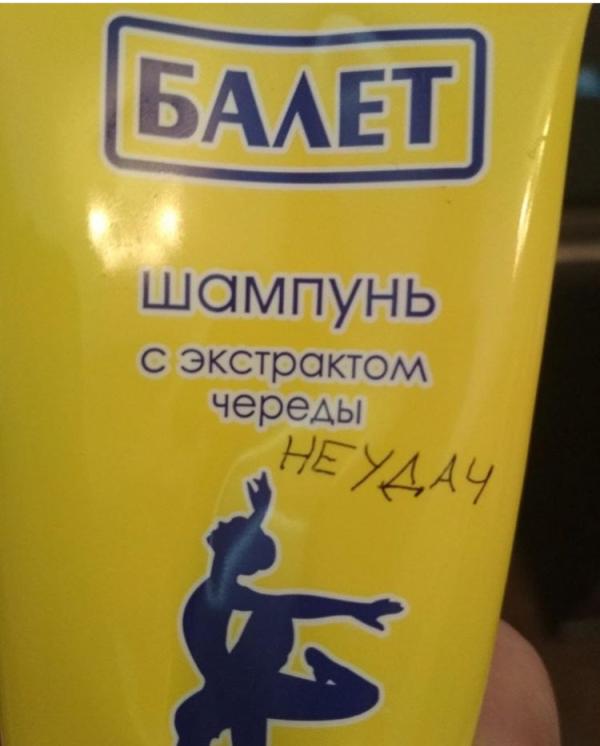 БАЛЕТ
шампунь
с экстрактом
череды
НЕУДАЧ